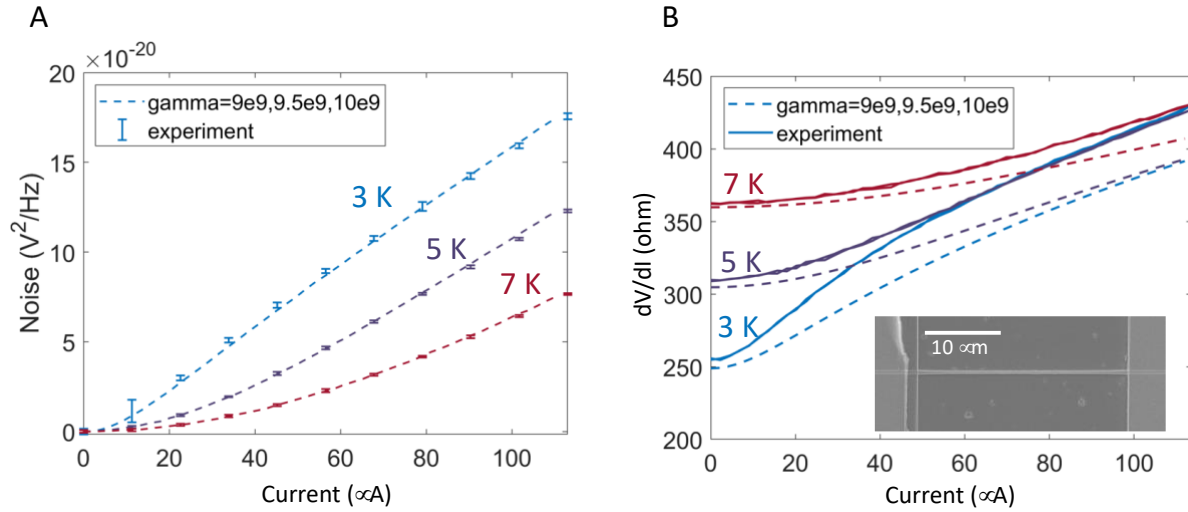 A
×10⁻²⁰
20
15
10
5
0
Noise (V²/Hz)
gamma=9e9,9.5e9,10e9
experiment
3 K
5 K
7 K
0 20 40 60 80 100
Current (∝A)
B
450
400
350
300
250
200
dV/dI (ohm)
gamma=9e9,9.5e9,10e9
experiment
7 K
5 K
3 K
10 ∝m
0 20 40 60 80 100
Current (∝A)